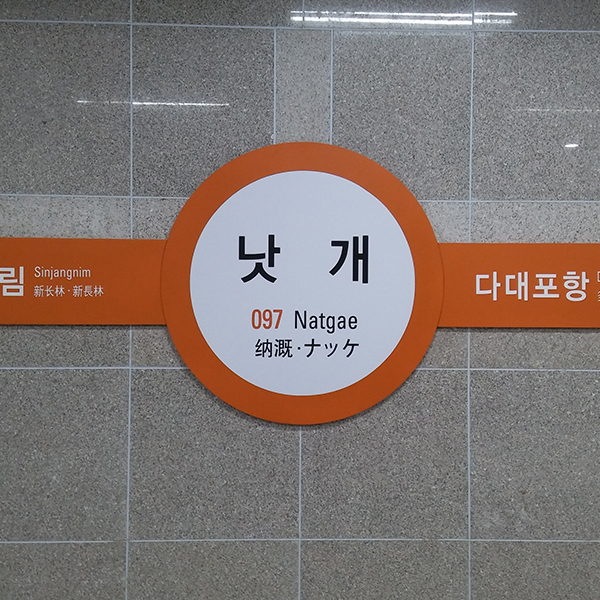 림
Sinjangnim
新长林·新長林
낫 개
097 Natgae
纳溉·ナッケ
다대포항